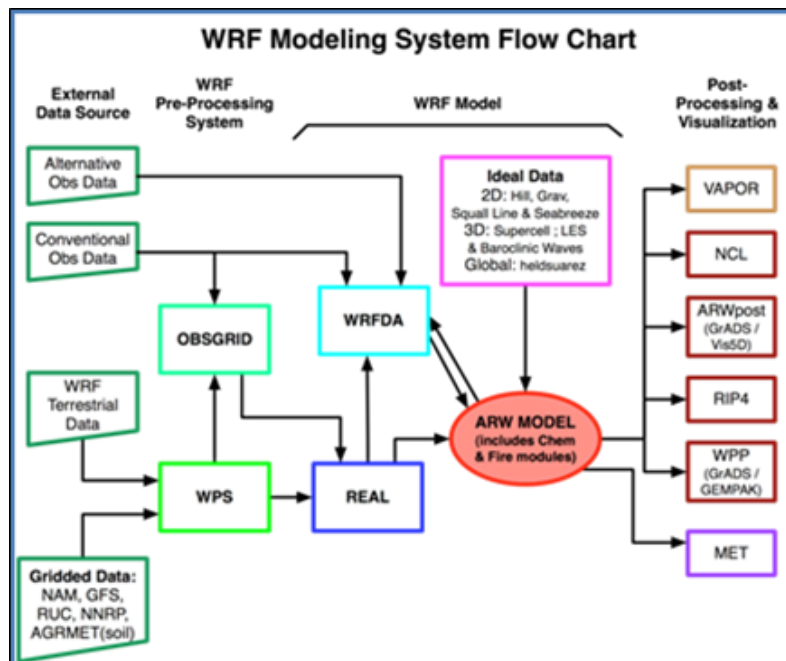 WRF Modeling System Flow Chart
External
Data Source
WRF
Pre-Processing
System
WRF Model
Post-
Processing &
Visualization
Alternative
Obs Data
Conventional
Obs Data
WRF
Terrestrial
Data
Gridded Data:
NAM, GFS,
RUC, NNRP,
AGRMET(soil)
OBSGRID
WPS
WRFDA
REAL
Ideal Data
2D: Hill, Grav,
Squall Line & Seabreeze
3D: Supercell ; LES
& Baroclinic Waves
Global: heldsuarez
ARW MODEL
(includes Chem
& Fire modules)
VAPOR
NCL
ARWpost
(GrADS /
Vis5D)
RIP4
WPP
(GrADS /
GEMPAK)
MET